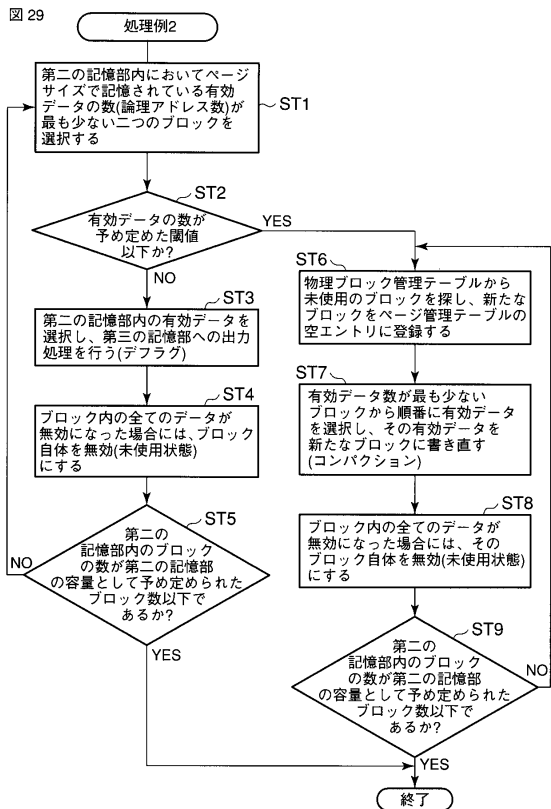 図 29
処理例2
第二の記憶部内においてページ
サイズで記憶されている有効
データの数(論理アドレス数)が
最も少ない二つのブロックを
選択する
ST1
ST2
有効データの数が
予め定めた閾値
以下か?
YES
NO
ST3
第二の記憶部内の有効データを
選択し、第三の記憶部への出力
処理を行う(デフラグ)
ST4
ブロック内の全てのデータが
無効になった場合には、ブロック
自体を無効(未使用状態)
にする
ST5
第二の
記憶部内のブロック
の数が第二の記憶部
の容量として予め定められた
ブロック数以下で
あるか?
NO
YES
ST6
物理ブロック管理テーブルから
未使用のブロックを探し、新たな
ブロックをページ管理テーブルの
空エントリに登録する
ST7
有効データ数が最も少ない
ブロックから順番に有効データ
を選択し、その有効データを
新たなブロックに書き直す
(コンパクション)
ST8
ブロック内の全てのデータが
無効になった場合には、その
ブロック自体を無効(未使用状態)
にする
ST9
第二の
記憶部内のブロック
の数が第二の記憶部
の容量として予め定められた
ブロック数以下で
あるか?
NO
YES
終了